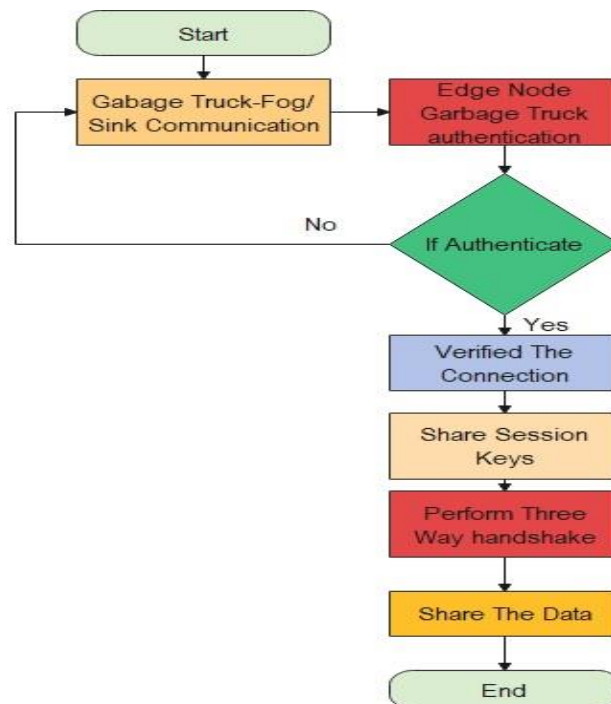 Start
Gabage Truck-Fog/
Sink Communication
Edge Node
Garbage Truck
authentication
If Authenticate
No
Yes
Verified The
Connection
Share Session
Keys
Perform Three
Way handshake
Share The Data
End